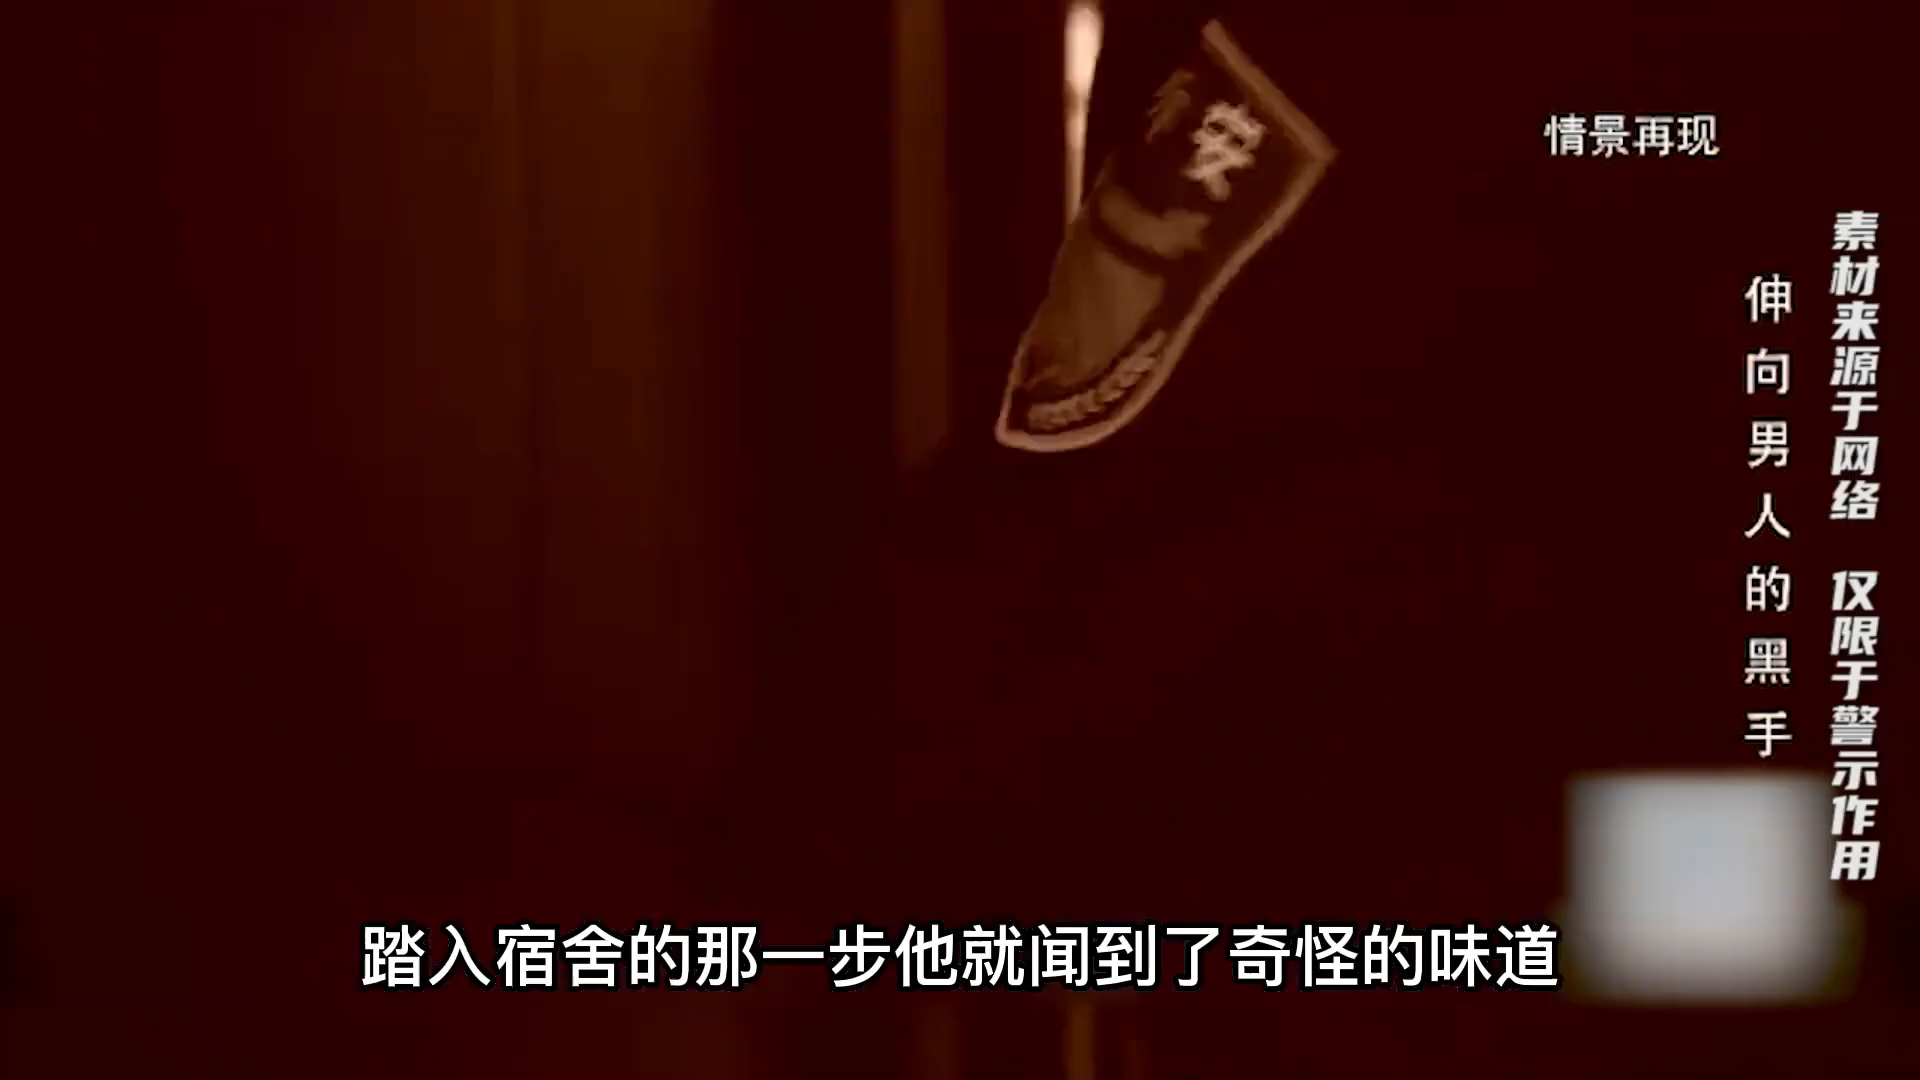 安
情景再现
伸向男人的黑手
素材来源于网络 仅限于警示作用
踏入宿舍的那一步他就闻到了奇怪的味道